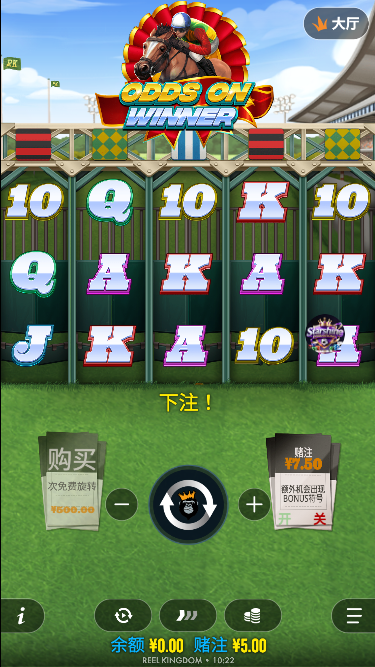 大厅
PK
ODDS ON
WINNER
10 Q 10 K 10
Q A K A K
J K A 10 A
Starshine
下注！
购买
次免费旋转
¥500.00
赌注
¥7.50
额外机会出现
BONUS符号
开 关
余额 ¥0.00 赌注 ¥5.00
REEL KINGDOM • 10:22